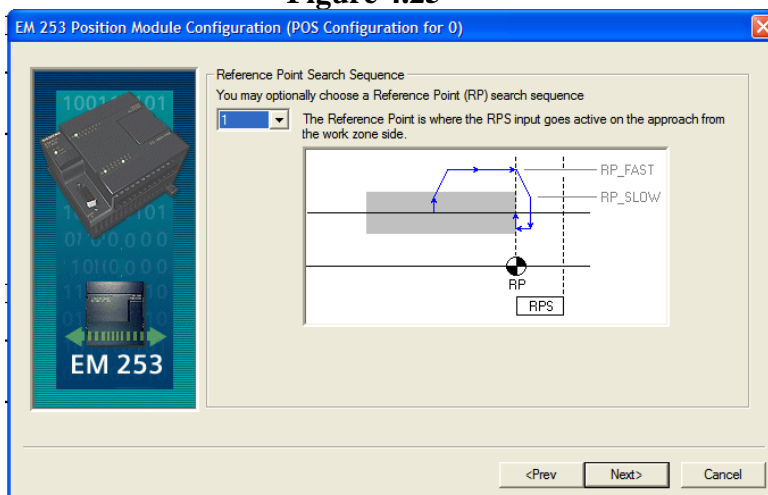 Figure 4.23
EM 253 Position Module Configuration (POS Configuration for 0)
Reference Point Search Sequence
You may optionally choose a Reference Point (RP) search sequence
1
The Reference Point is where the RPS input goes active on the approach from
the work zone side.
RP_FAST
RP_SLOW
RP
RPS
EM 253
<Prev
Next>
Cancel